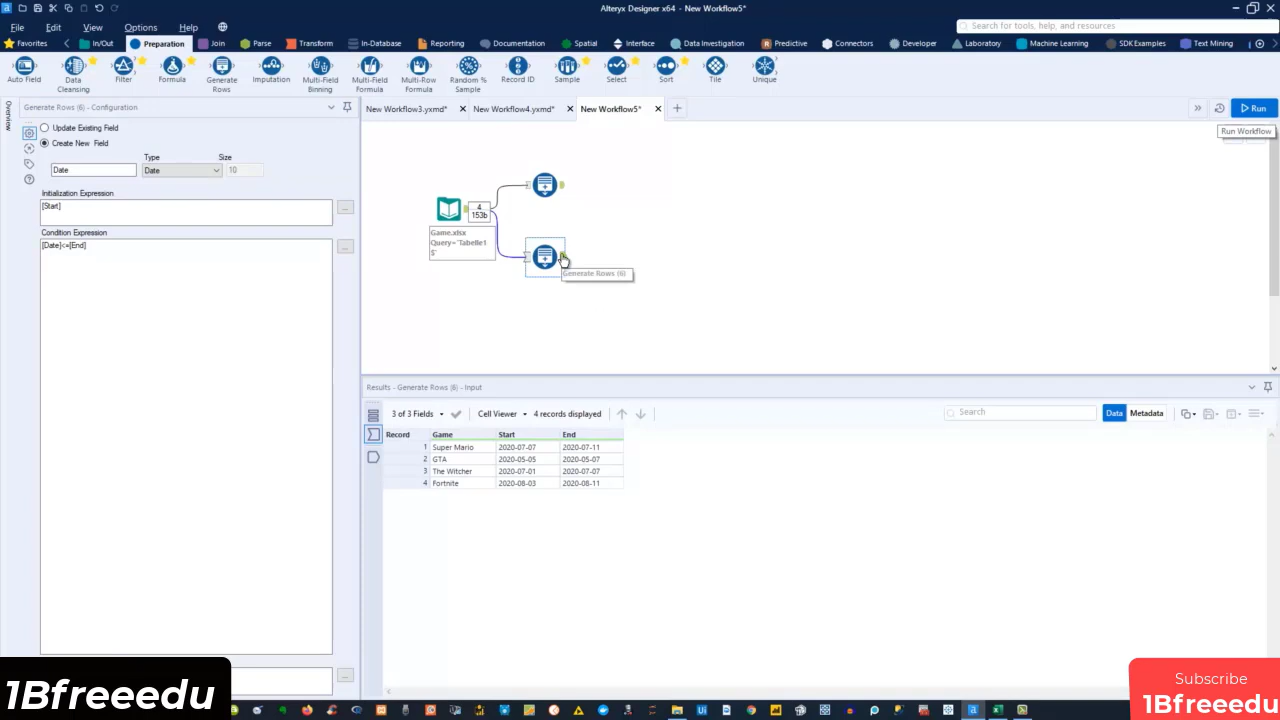 Alteryx Designer x64 - New Workflow5*
File Edit View Options Help
Search for tools, help, and resources
Favorites In/Out Preparation Join Parse Transform In-Database Reporting Documentation Spatial Interface Data Investigation Predictive Connectors Developer Laboratory Machine Learning SDK Examples Text Mining
Auto Field Data Cleansing Filter Formula Generate Rows Imputation Multi-Field Binning Multi-Field Formula Multi-Row Formula Random % Sample Record ID Sample Select Sort Tile Unique
Overview
Generate Rows (6) - Configuration
New Workflow3.yxmd* New Workflow4.yxmd* New Workflow5*
Run
Run Workflow
Update Existing Field
Create New Field
Type Size
Date Date 10
Initialization Expression
[Start]
Condition Expression
[Date]<=[End]
...
...
...
4
153b
Game.xlsx
Query=`Tabelle1
$`
Generate Rows (6)
Results - Generate Rows (6) - Input
3 of 3 Fields Cell Viewer 4 records displayed Search Data Metadata
Record Game Start End
1 Super Mario 2020-07-07 2020-07-11
2 GTA 2020-05-05 2020-05-07
3 The Witcher 2020-07-01 2020-07-07
4 Fortnite 2020-08-03 2020-08-11
1Bfreeedu
Subscribe
1Bfreeedu